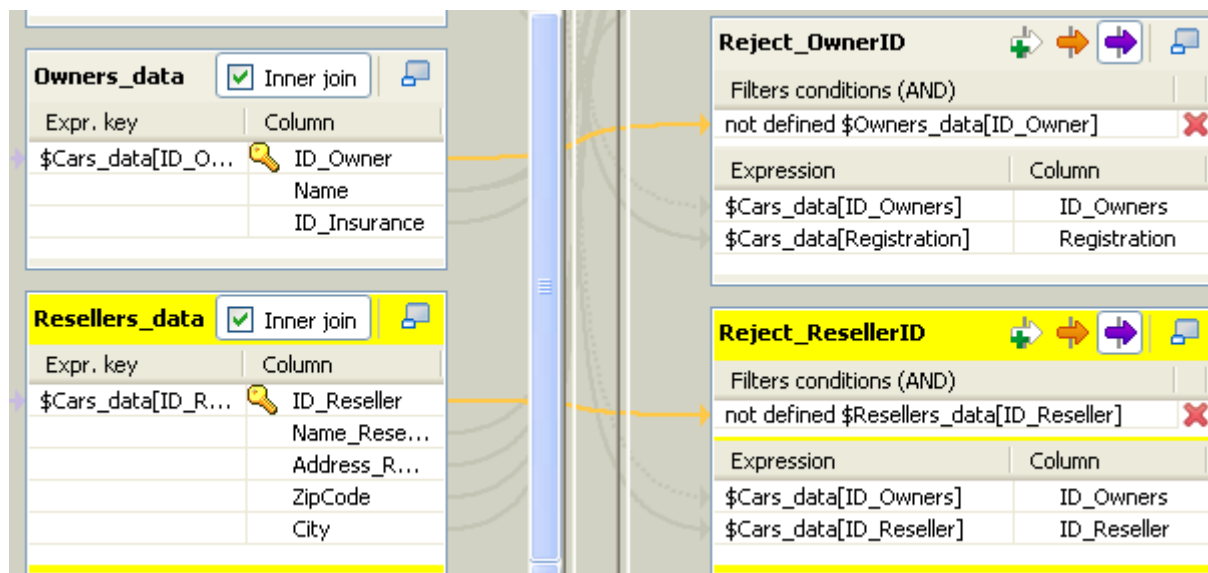 Owners_data Inner join
Expr. key Column
$Cars_data[ID_O... ID_Owner
Name
ID_Insurance
Resellers_data Inner join
Expr. key Column
$Cars_data[ID_R... ID_Reseller
Name_Rese...
Address_R...
ZipCode
City
Reject_OwnerID
Filters conditions (AND)
not defined $Owners_data[ID_Owner]
Expression Column
$Cars_data[ID_Owners] ID_Owners
$Cars_data[Registration] Registration
Reject_ResellerID
Filters conditions (AND)
not defined $Resellers_data[ID_Reseller]
Expression Column
$Cars_data[ID_Owners] ID_Owners
$Cars_data[ID_Reseller] ID_Reseller